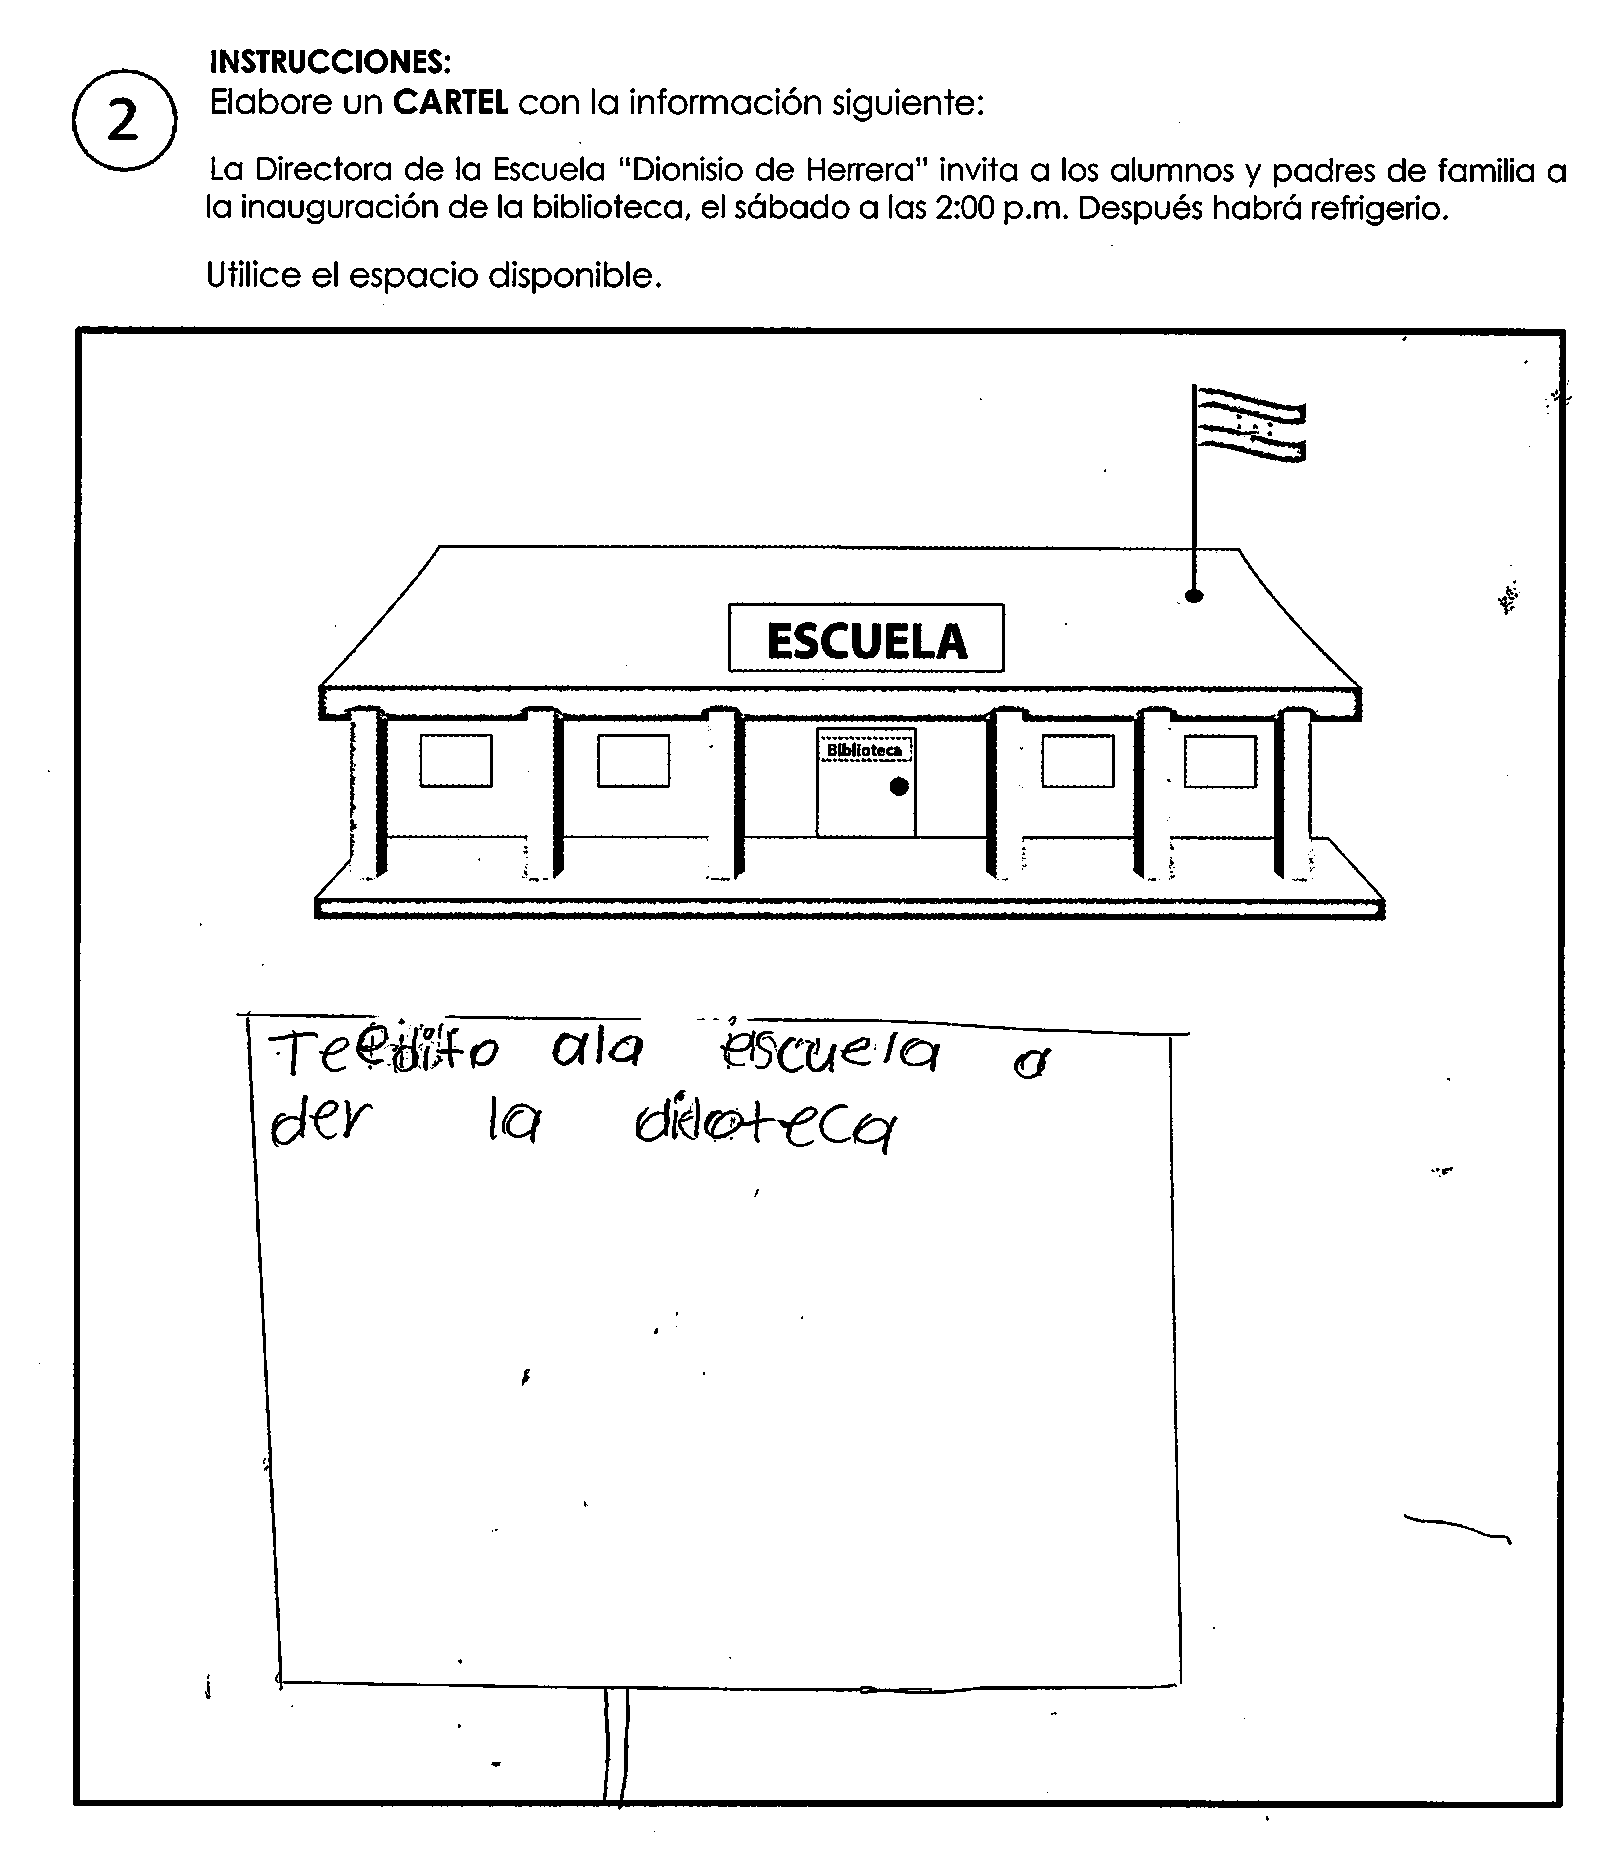 INSTRUCCIONES:
2
Elabore un CARTEL con la información siguiente:
La Directora de la Escuela "Dionisio de Herrera" invita a los alumnos y padres de familia a
la inauguración de la biblioteca, el sábado a las 2:00 p.m. Después habrá refrigerio.
Utilice el espacio disponible.
ESCUELA
Biblioteca
ala escuela a
der la didoteca